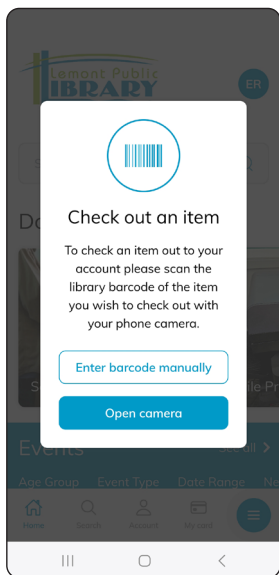 Lemont Public
LIBRARY
ER
Check out an item
To check an item out to your
account please scan the
library barcode of the item
you wish to check out with
your phone camera.
Enter barcode manually
Open camera
Events
See all >
Age Group Event Type Date Range
Home Search Account My card